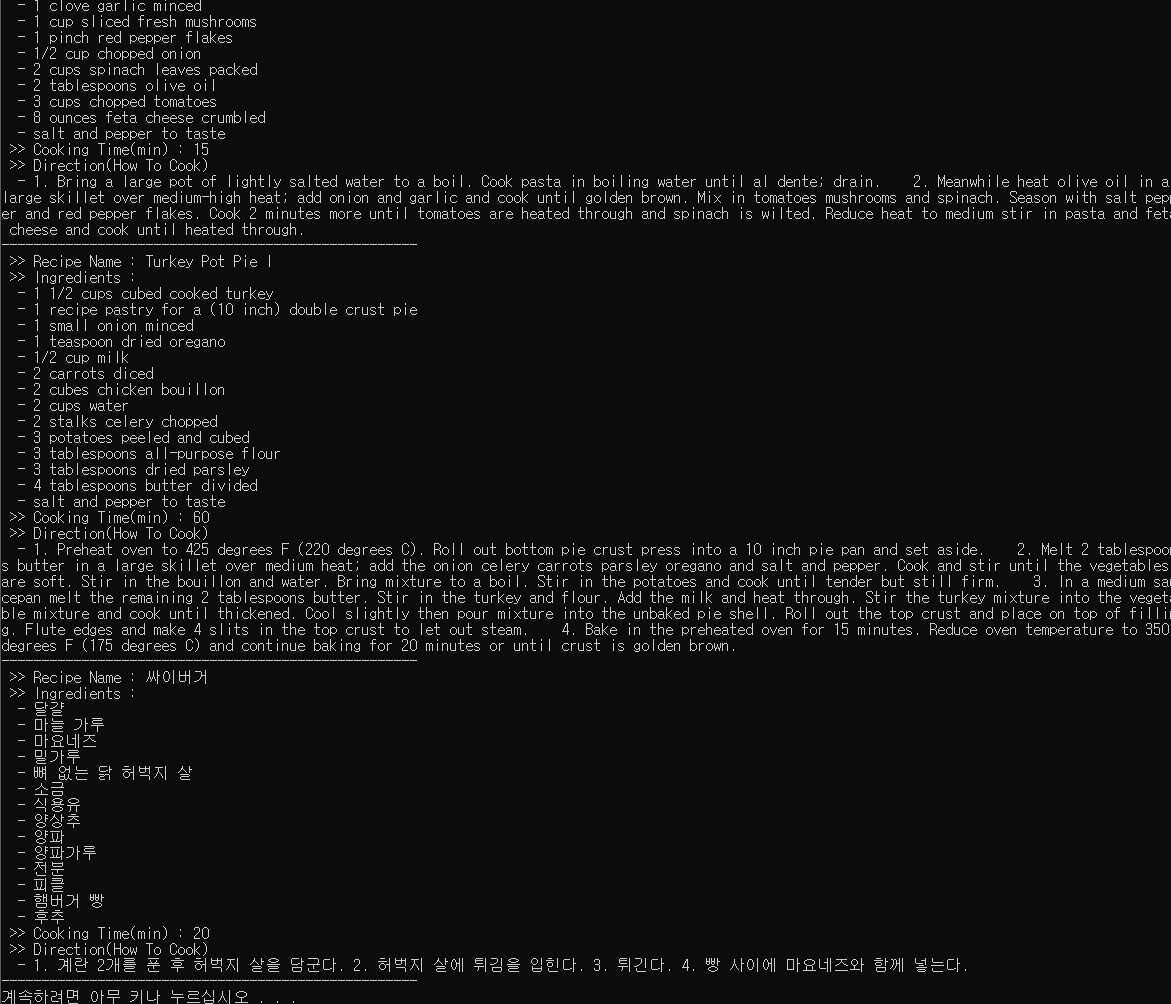 - 1 clove garlic minced
- 1 cup sliced fresh mushrooms
- 1 pinch red pepper flakes
- 1/2 cup chopped onion
- 2 cups spinach leaves packed
- 2 tablespoons olive oil
- 3 cups chopped tomatoes
- 8 ounces feta cheese crumbled
- salt and pepper to taste
>> Cooking Time(min) : 15
>> Direction(How To Cook)
- 1. Bring a large pot of lightly salted water to a boil. Cook pasta in boiling water until al dente; drain.    2. Meanwhile heat olive oil in a
large skillet over medium-high heat; add onion and garlic and cook until golden brown. Mix in tomatoes mushrooms and spinach. Season with salt pepp
er and red pepper flakes. Cook 2 minutes more until tomatoes are heated through and spinach is wilted. Reduce heat to medium stir in pasta and feta
cheese and cook until heated through.
----------------------------------------------------
>> Recipe Name : Turkey Pot Pie I
>> Ingredients :
- 1 1/2 cups cubed cooked turkey
- 1 recipe pastry for a (10 inch) double crust pie
- 1 small onion minced
- 1 teaspoon dried oregano
- 1/2 cup milk
- 2 carrots diced
- 2 cubes chicken bouillon
- 2 cups water
- 2 stalks celery chopped
- 3 potatoes peeled and cubed
- 3 tablespoons all-purpose flour
- 3 tablespoons dried parsley
- 4 tablespoons butter divided
- salt and pepper to taste
>> Cooking Time(min) : 60
>> Direction(How To Cook)
- 1. Preheat oven to 425 degrees F (220 degrees C). Roll out bottom pie crust press into a 10 inch pie pan and set aside.    2. Melt 2 tablespoon
s butter in a large skillet over medium heat; add the onion celery carrots parsley oregano and salt and pepper. Cook and stir until the vegetables
are soft. Stir in the bouillon and water. Bring mixture to a boil. Stir in the potatoes and cook until tender but still firm.    3. In a medium sau
cepan melt the remaining 2 tablespoons butter. Stir in the turkey and flour. Add the milk and heat through. Stir the turkey mixture into the vegeta
ble mixture and cook until thickened. Cool slightly then pour mixture into the unbaked pie shell. Roll out the top crust and place on top of fillin
g. Flute edges and make 4 slits in the top crust to let out steam.    4. Bake in the preheated oven for 15 minutes. Reduce oven temperature to 350
degrees F (175 degrees C) and continue baking for 20 minutes or until crust is golden brown.
----------------------------------------------------
>> Recipe Name : 싸이버거
>> Ingredients :
- 달걀
- 마늘 가루
- 마요네즈
- 밀가루
- 뼈 없는 닭 허벅지 살
- 소금
- 식용유
- 양상추
- 양파
- 양파가루
- 전분
- 피클
- 햄버거 빵
- 후추
>> Cooking Time(min) : 20
>> Direction(How To Cook)
- 1. 계란 2개를 푼 후 허벅지 살을 담군다. 2. 허벅지 살에 튀김을 입힌다. 3. 튀긴다. 4. 빵 사이에 마요네즈와 함께 넣는다.
----------------------------------------------------
계속하려면 아무 키나 누르십시오 . . .